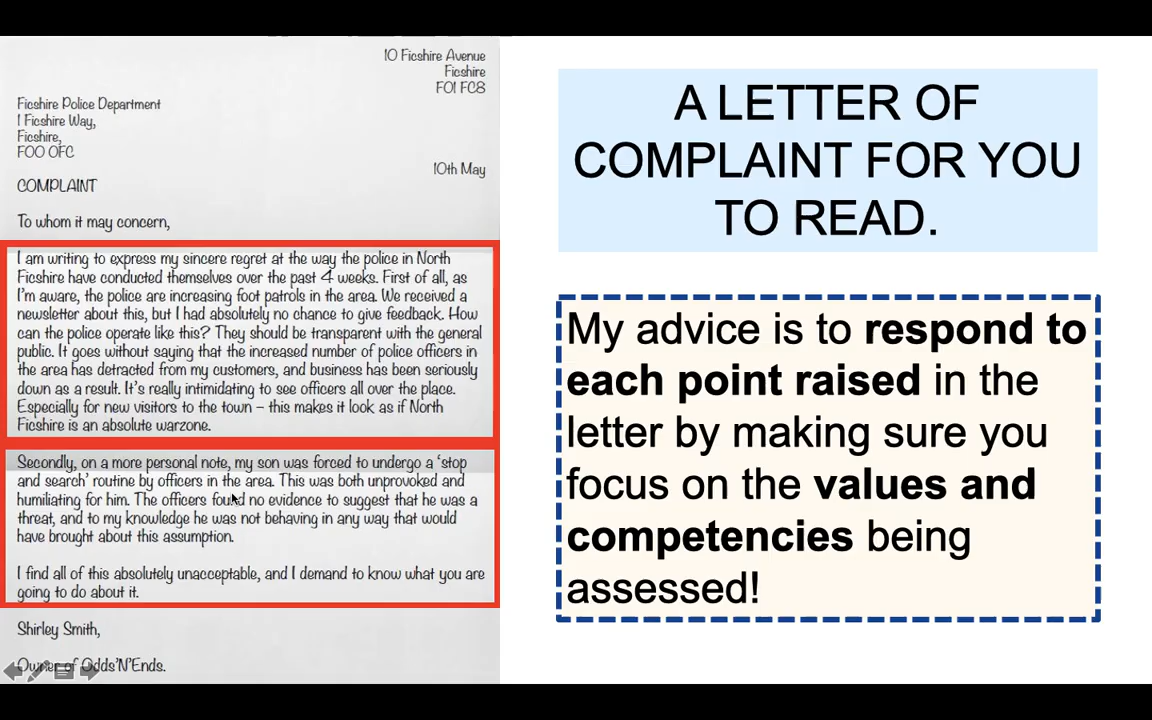 10 Ficshire Avenue
Ficshire
FO1 FC8
Ficshire Police Department
1 Ficshire Way,
Ficshire,
FOO OFC
10th May
COMPLAINT
To whom it may concern,
I am writing to express my sincere regret at the way the police in North
Ficshire have conducted themselves over the past 4 weeks. First of all, as
I'm aware, the police are increasing foot patrols in the area. We received a
newsletter about this, but I had absolutely no chance to give feedback. How
can the police operate like this? They should be transparent with the general
public. It goes without saying that the increased number of police officers in
the area has detracted from my customers, and business has been seriously
down as a result. It's really intimidating to see officers all over the place.
Especially for new visitors to the town – this makes it look as if North
Ficshire is an absolute warzone.
Secondly, on a more personal note, my son was forced to undergo a 'stop
and search' routine by officers in the area. This was both unprovoked and
humiliating for him. The officers found no evidence to suggest that he was a
threat, and to my knowledge he was not behaving in any way that would
have brought about this assumption.
I find all of this absolutely unacceptable, and I demand to know what you are
going to do about it.
Shirley Smith,
Owner of Odds'N'Ends.
A LETTER OF
COMPLAINT FOR YOU
TO READ.
My advice is to respond to
each point raised in the
letter by making sure you
focus on the values and
competencies being
assessed!